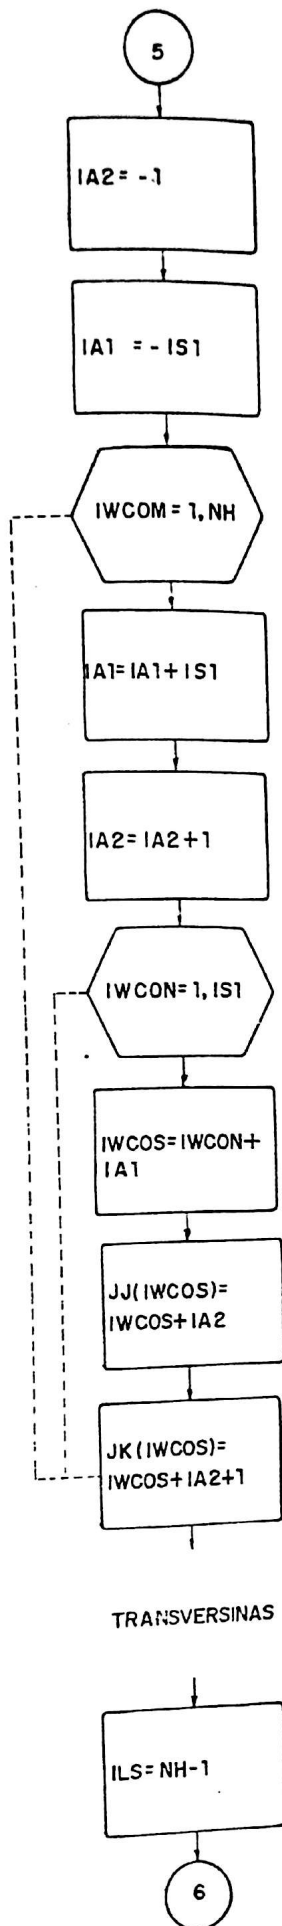 5
IA2 = -1
IA1 = -IS1
IWCOM = 1, NH
IA1=IA1+IS1
IA2=IA2+1
IWCON=1, IS1
IWCOS=IWCON+
IA1
JJ(IWCOS)=
IWCOS+IA2
JK(IWCOS)=
IWCOS+IA2+1
TRANSVERSINAS
ILS=NH-1
6